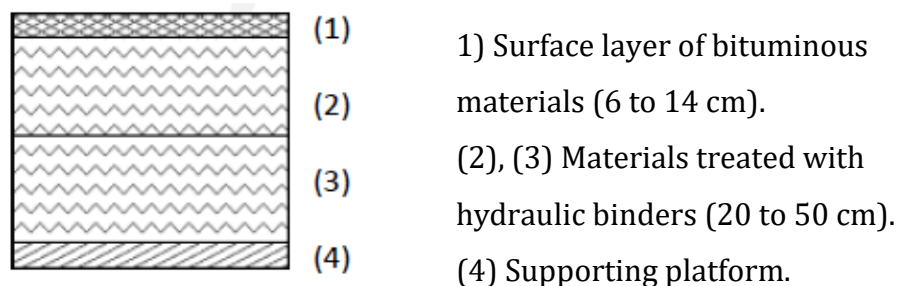 (1)
(2)
(3)
(4)
1) Surface layer of bituminous
materials (6 to 14 cm).
(2), (3) Materials treated with
hydraulic binders (20 to 50 cm).
(4) Supporting platform.